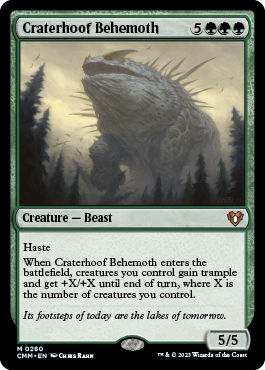 Craterhoof Behemoth 5
Creature — Beast
Haste
When Craterhoof Behemoth enters the
battlefield, creatures you control gain trample
and get +X/+X until end of turn, where X is
the number of creatures you control.
Its footsteps of today are the lakes of tomorrow.
5/5
M 0280
CMM • EN Chris Rahn
™ & © 2023 Wizards of the Coast